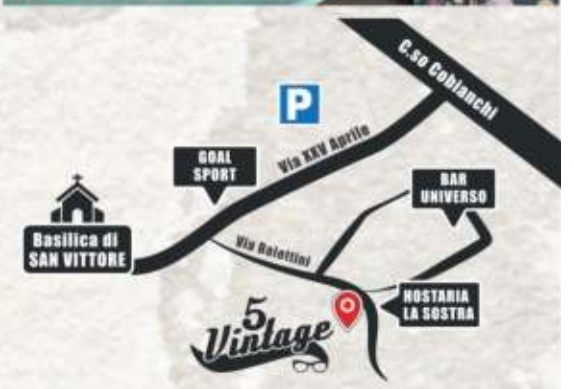 C.so Cobianchi
P
Via XXV Aprile
GOAL
SPORT
BAR
UNIVERSO
Basilica di
SAN VITTORE
Via Balettini
HOSTARIA
LA SOSTRA
5
Vintage